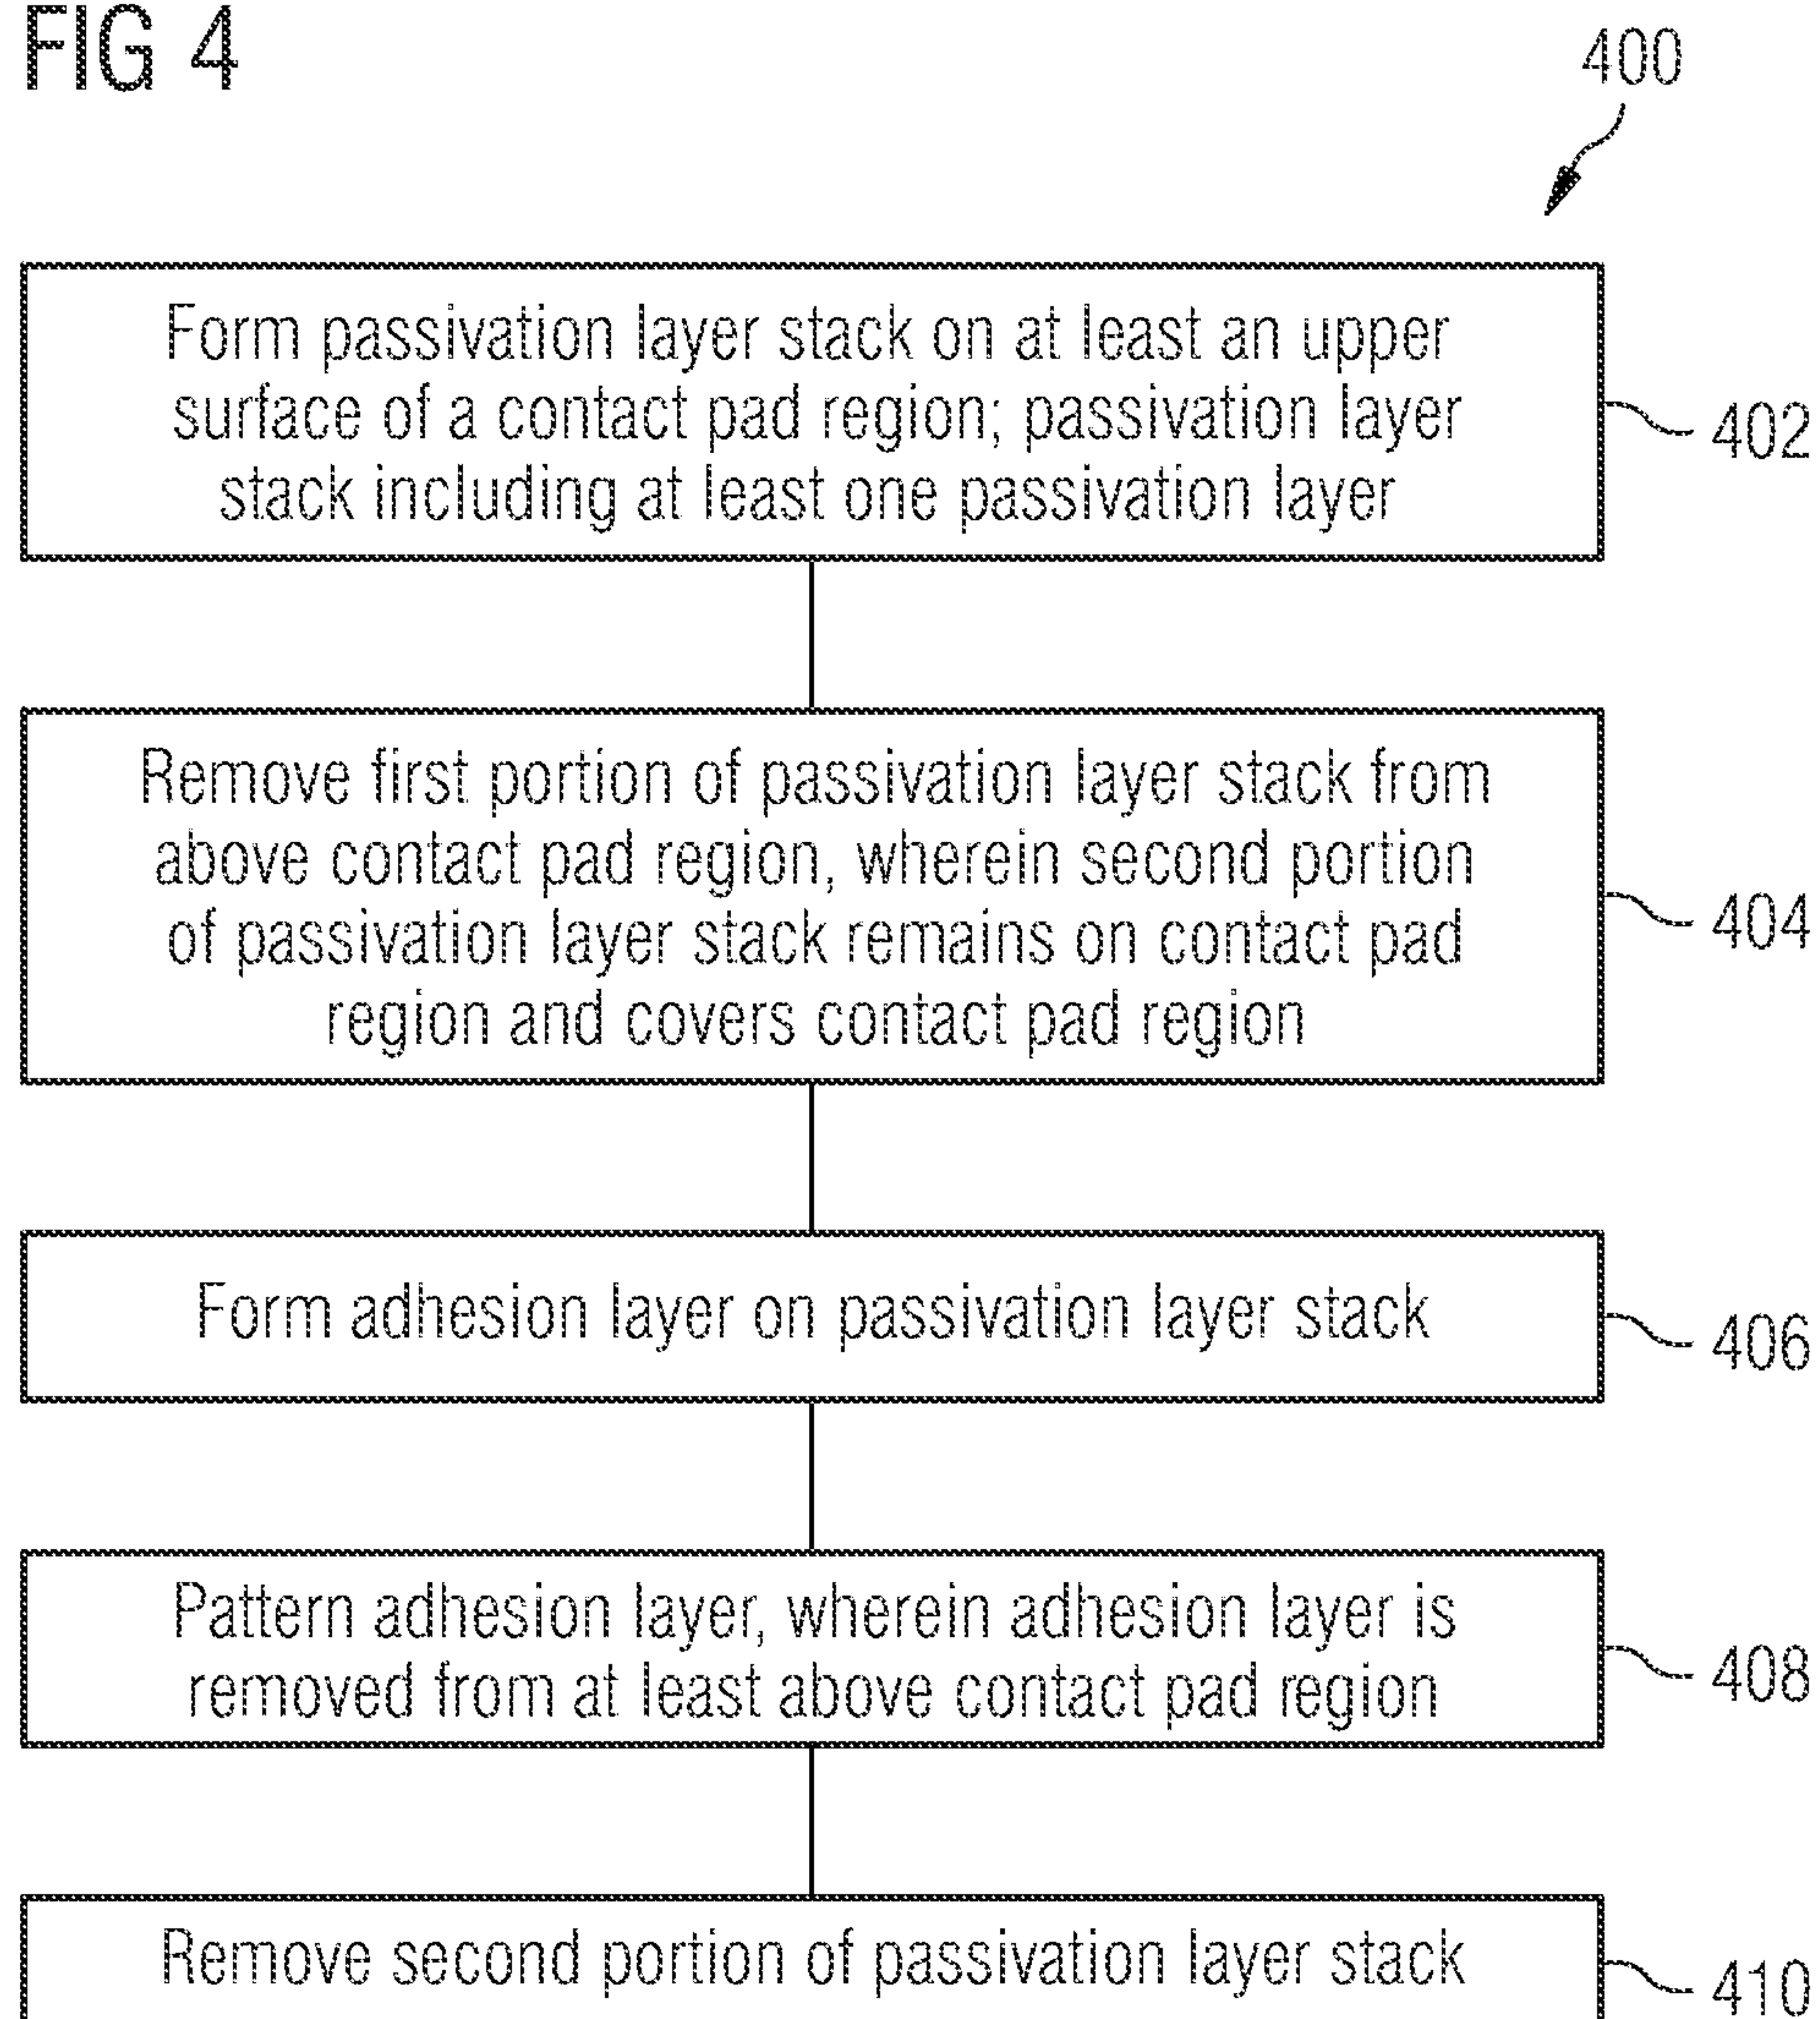 FIG 4
400
Form passivation layer stack on at least an upper
surface of a contact pad region; passivation layer
stack including at least one passivation layer
402
Remove first portion of passivation layer stack from
above contact pad region, wherein second portion
of passivation layer stack remains on contact pad
region and covers contact pad region
404
Form adhesion layer on passivation layer stack
406
Pattern adhesion layer, wherein adhesion layer is
removed from at least above contact pad region
408
Remove second portion of passivation layer stack
410